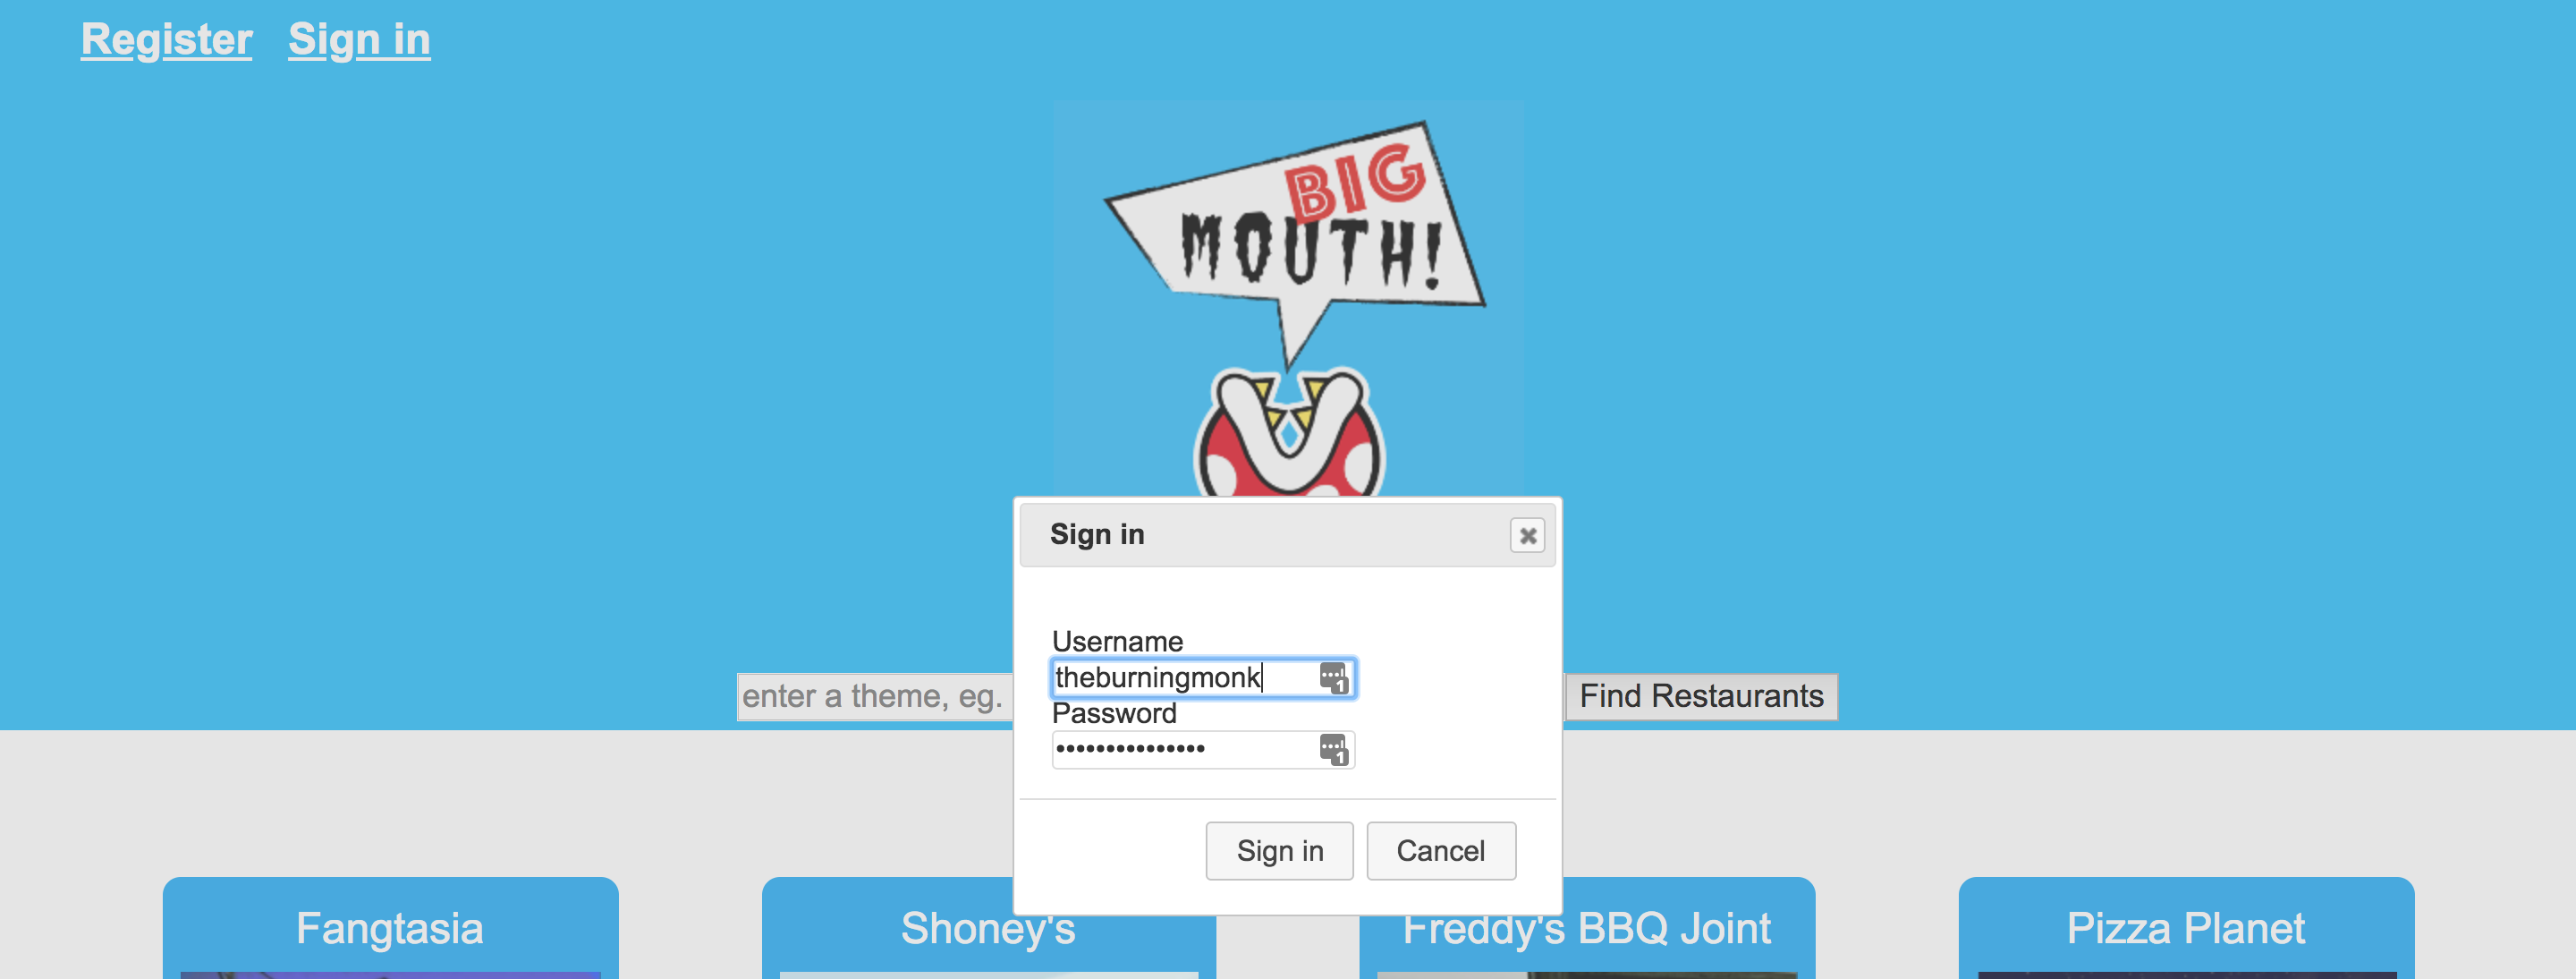 Register Sign in
BIG
MOUTH!
Sign in
Username
theburningmonk
Password
•••••••••••••••
enter a theme, eg.
Find Restaurants
Sign in Cancel
Fangtasia
Shoney's
Freddy's BBQ Joint
Pizza Planet